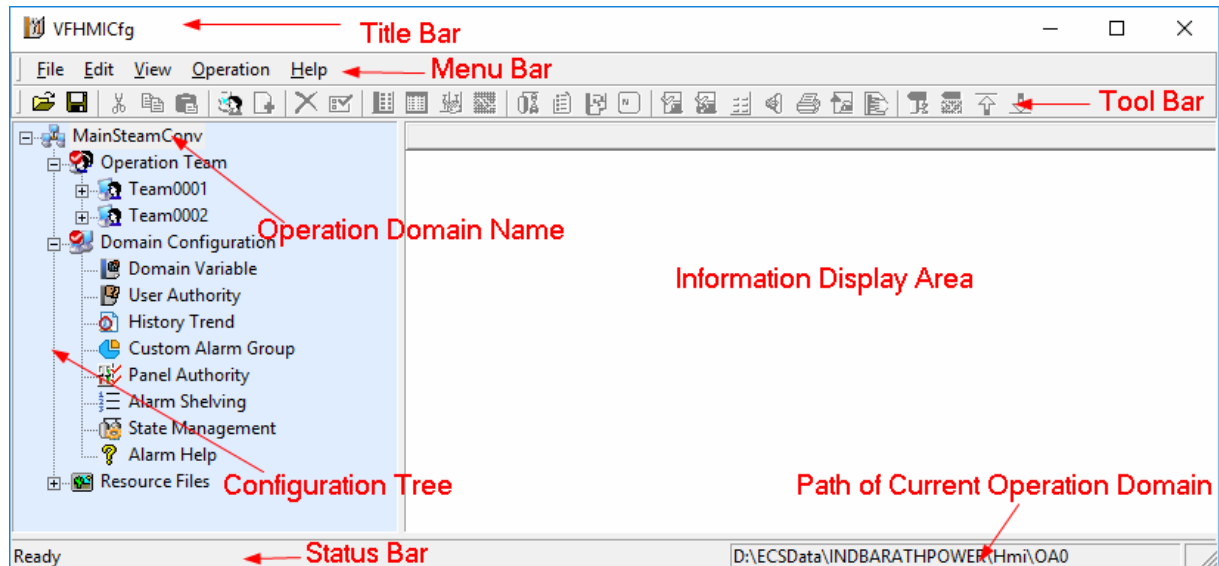 VFHMICfg
Title Bar
File Edit View Operation Help
Menu Bar
Tool Bar
MainSteamConv
Operation Team
Team0001
Team0002
Operation Domain Name
Domain Configuration
Domain Variable
Information Display Area
User Authority
History Trend
Custom Alarm Group
Panel Authority
Alarm Shelving
State Management
Alarm Help
Resource Files
Configuration Tree
Path of Current Operation Domain
Ready
Status Bar
D:\ECSData\INDBARATHPOWER\Hmi\OA0